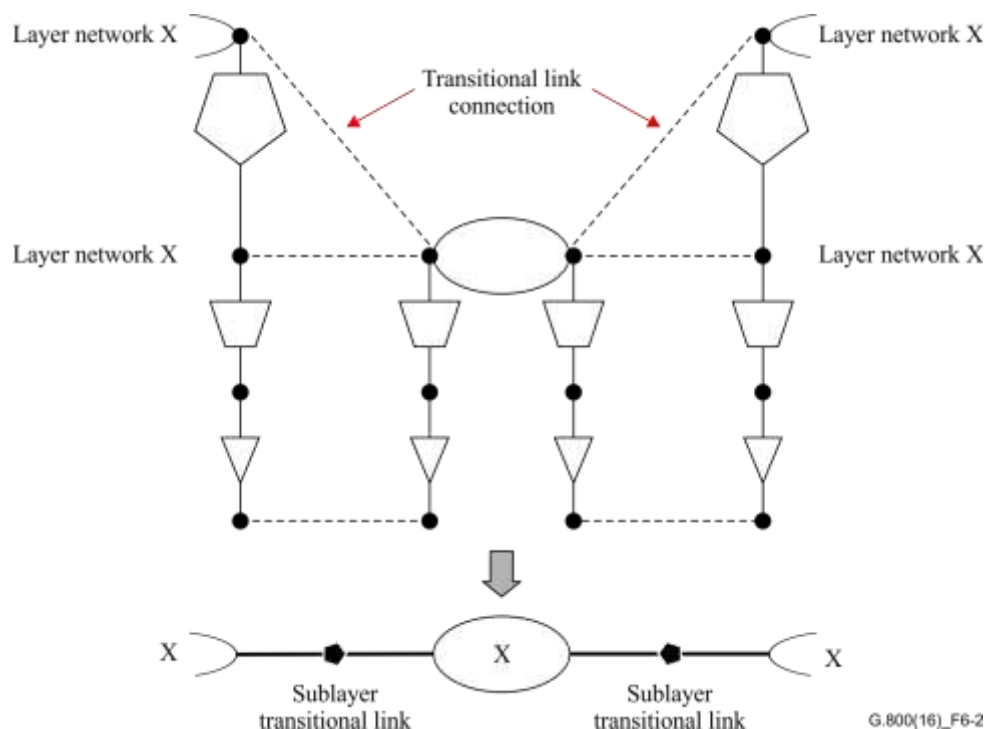 Layer network X
Layer network X
Transitional link
connection
Layer network X
Layer network X
X
X
X
Sublayer
transitional link
Sublayer
transitional link
G.800(16)_F6-2